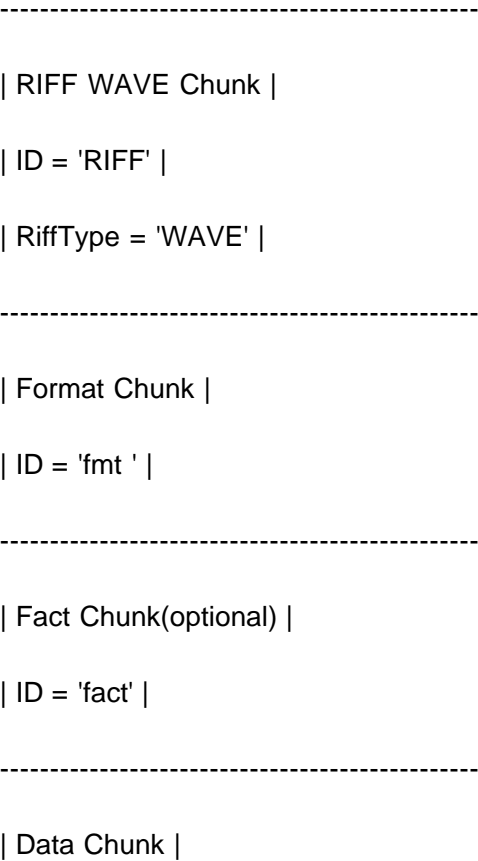 ------------------------------------------------
| RIFF WAVE Chunk |
| ID = 'RIFF' |
| RiffType = 'WAVE' |
------------------------------------------------
| Format Chunk |
| ID = 'fmt ' |
------------------------------------------------
| Fact Chunk(optional) |
| ID = 'fact' |
------------------------------------------------
| Data Chunk |